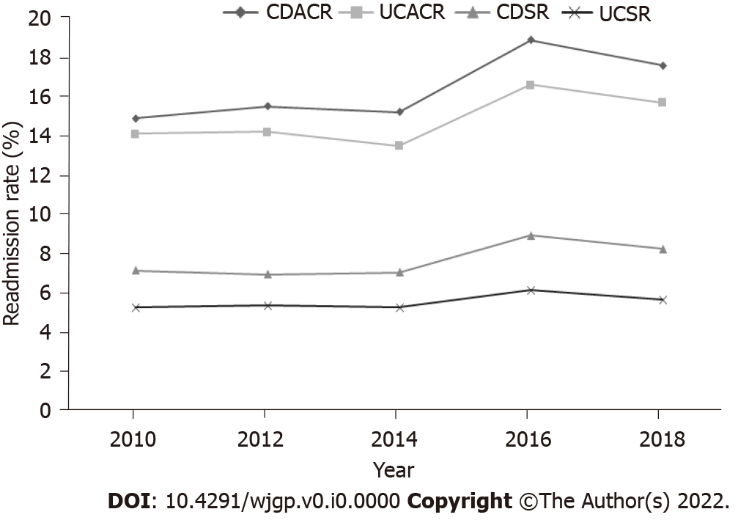 CDACR UCACR CDSR UCSR
20
18
16
14
12
10
8
6
4
2
0
Readmission rate (%)
2010 2012 2014 2016 2018
Year
DOI: 10.4291/wjgp.v0.i0.0000 Copyright ©The Author(s) 2022.